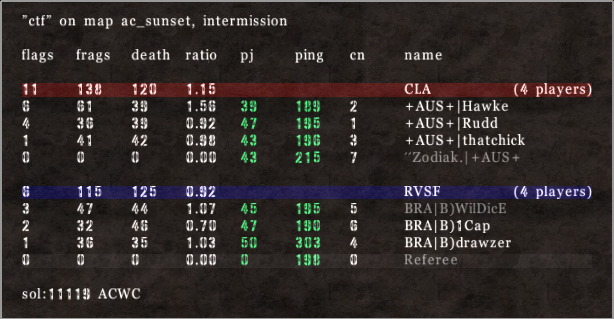 "ctf" on map ac_sunset, intermission
flags frags death ratio pj ping cn name
11 138 120 1.15 CLA (4 players)
6 61 39 1.56 39 189 2 +AUS+|Hawke
4 36 39 0.92 47 195 1 +AUS+|Rudd
1 41 42 0.98 43 196 3 +AUS+|thatchick
0 0 0 0.00 43 215 7 ´´Zodiak.|+AUS+
6 115 125 0.92 RVSF (4 players)
3 47 44 1.07 45 195 5 BRA|B)WilDicE
2 32 46 0.70 47 190 6 BRA|B)1Cap
1 36 35 1.03 50 303 4 BRA|B)drawzer
0 0 0 0.00 0 198 0 Referee
sol:11119 ACWC